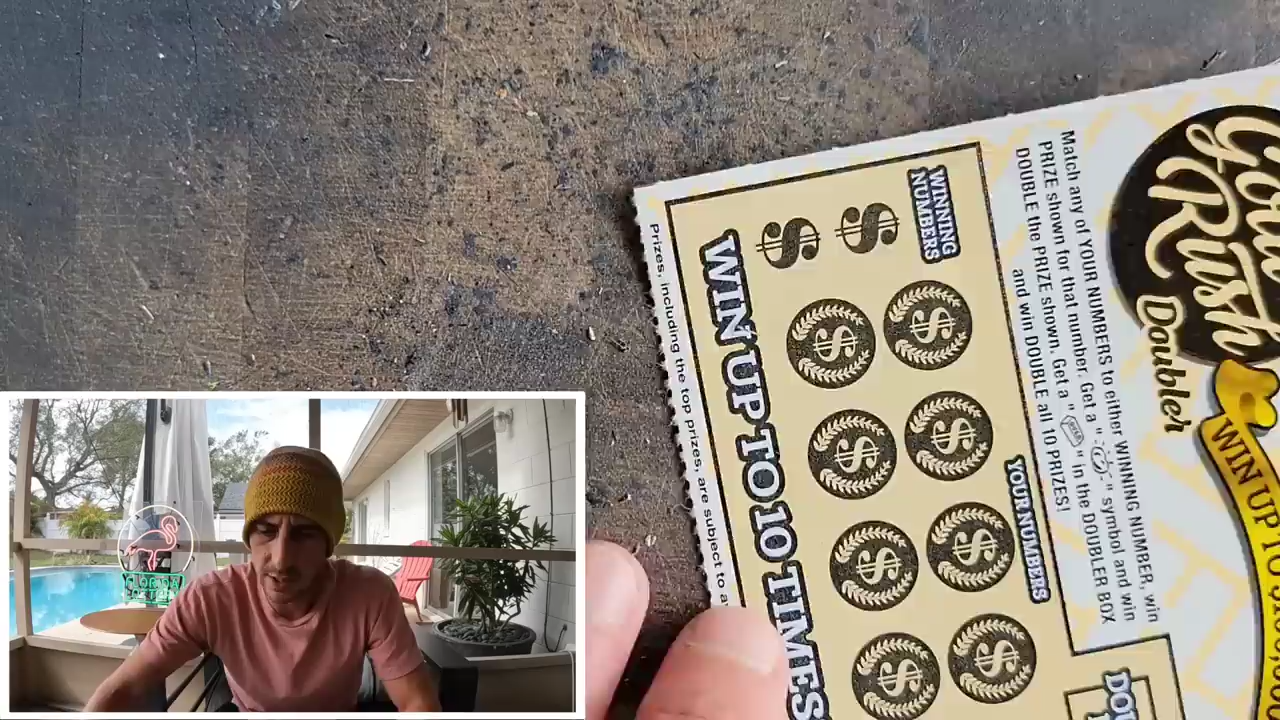 Gold
Rush
Doubler
WIN UP TO
Match any of YOUR NUMBERS to either WINNING NUMBER, win
PRIZE shown for that number. Get a " " symbol and win
DOUBLE the PRIZE shown. Get a " " in the DOUBLER BOX
and win DOUBLE all 10 PRIZES!
WINNING
NUMBERS
YOUR NUMBERS
WIN UP TO 10 TIMES
Prizes, including the top prizes, are subject to
FLORIDA